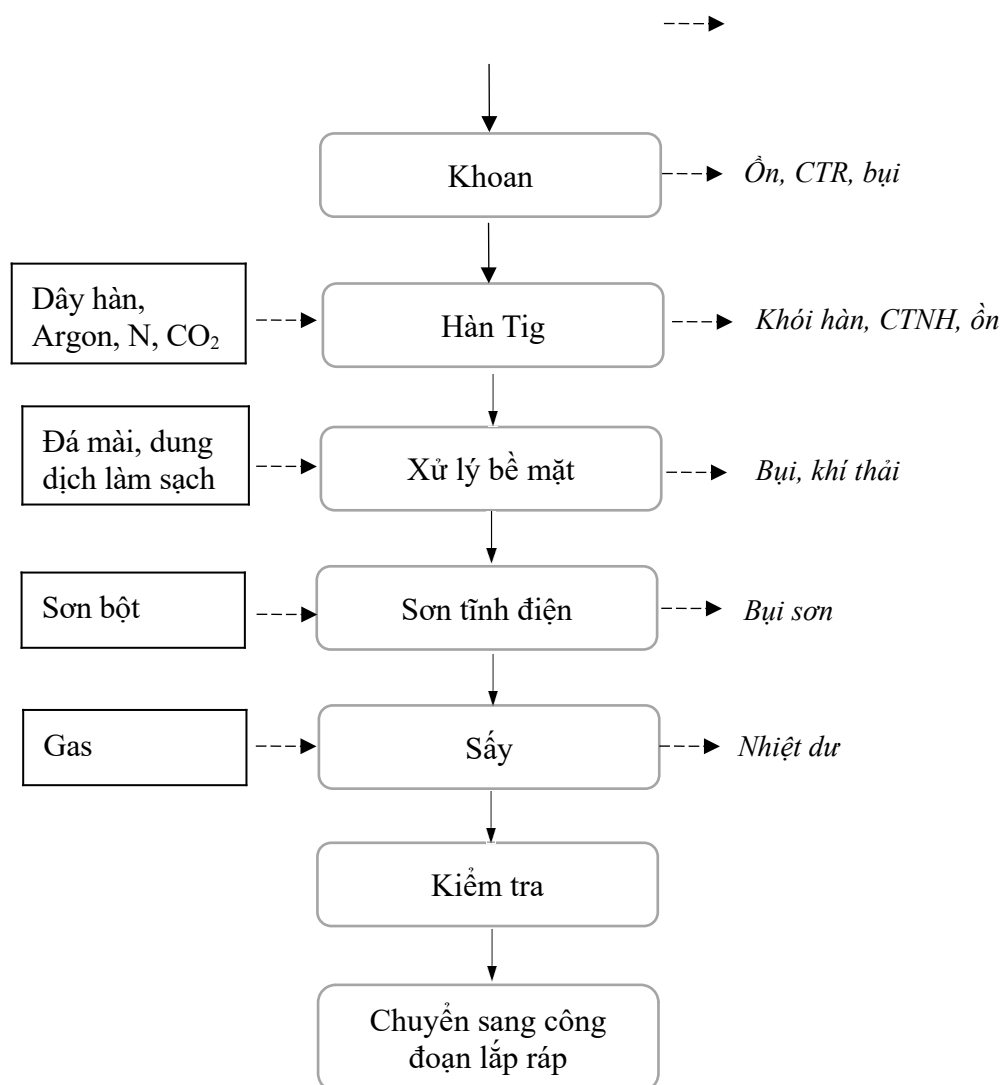 Khoan
Ồn, CTR, bụi
Dây hàn,
Argon, N, CO₂
Hàn Tig
Khói hàn, CTNH, ồn
Đá mài, dung
dịch làm sạch
Xử lý bề mặt
Bụi, khí thải
Sơn bột
Sơn tĩnh điện
Bụi sơn
Gas
Sấy
Nhiệt dư
Kiểm tra
Chuyển sang công
đoạn lắp ráp